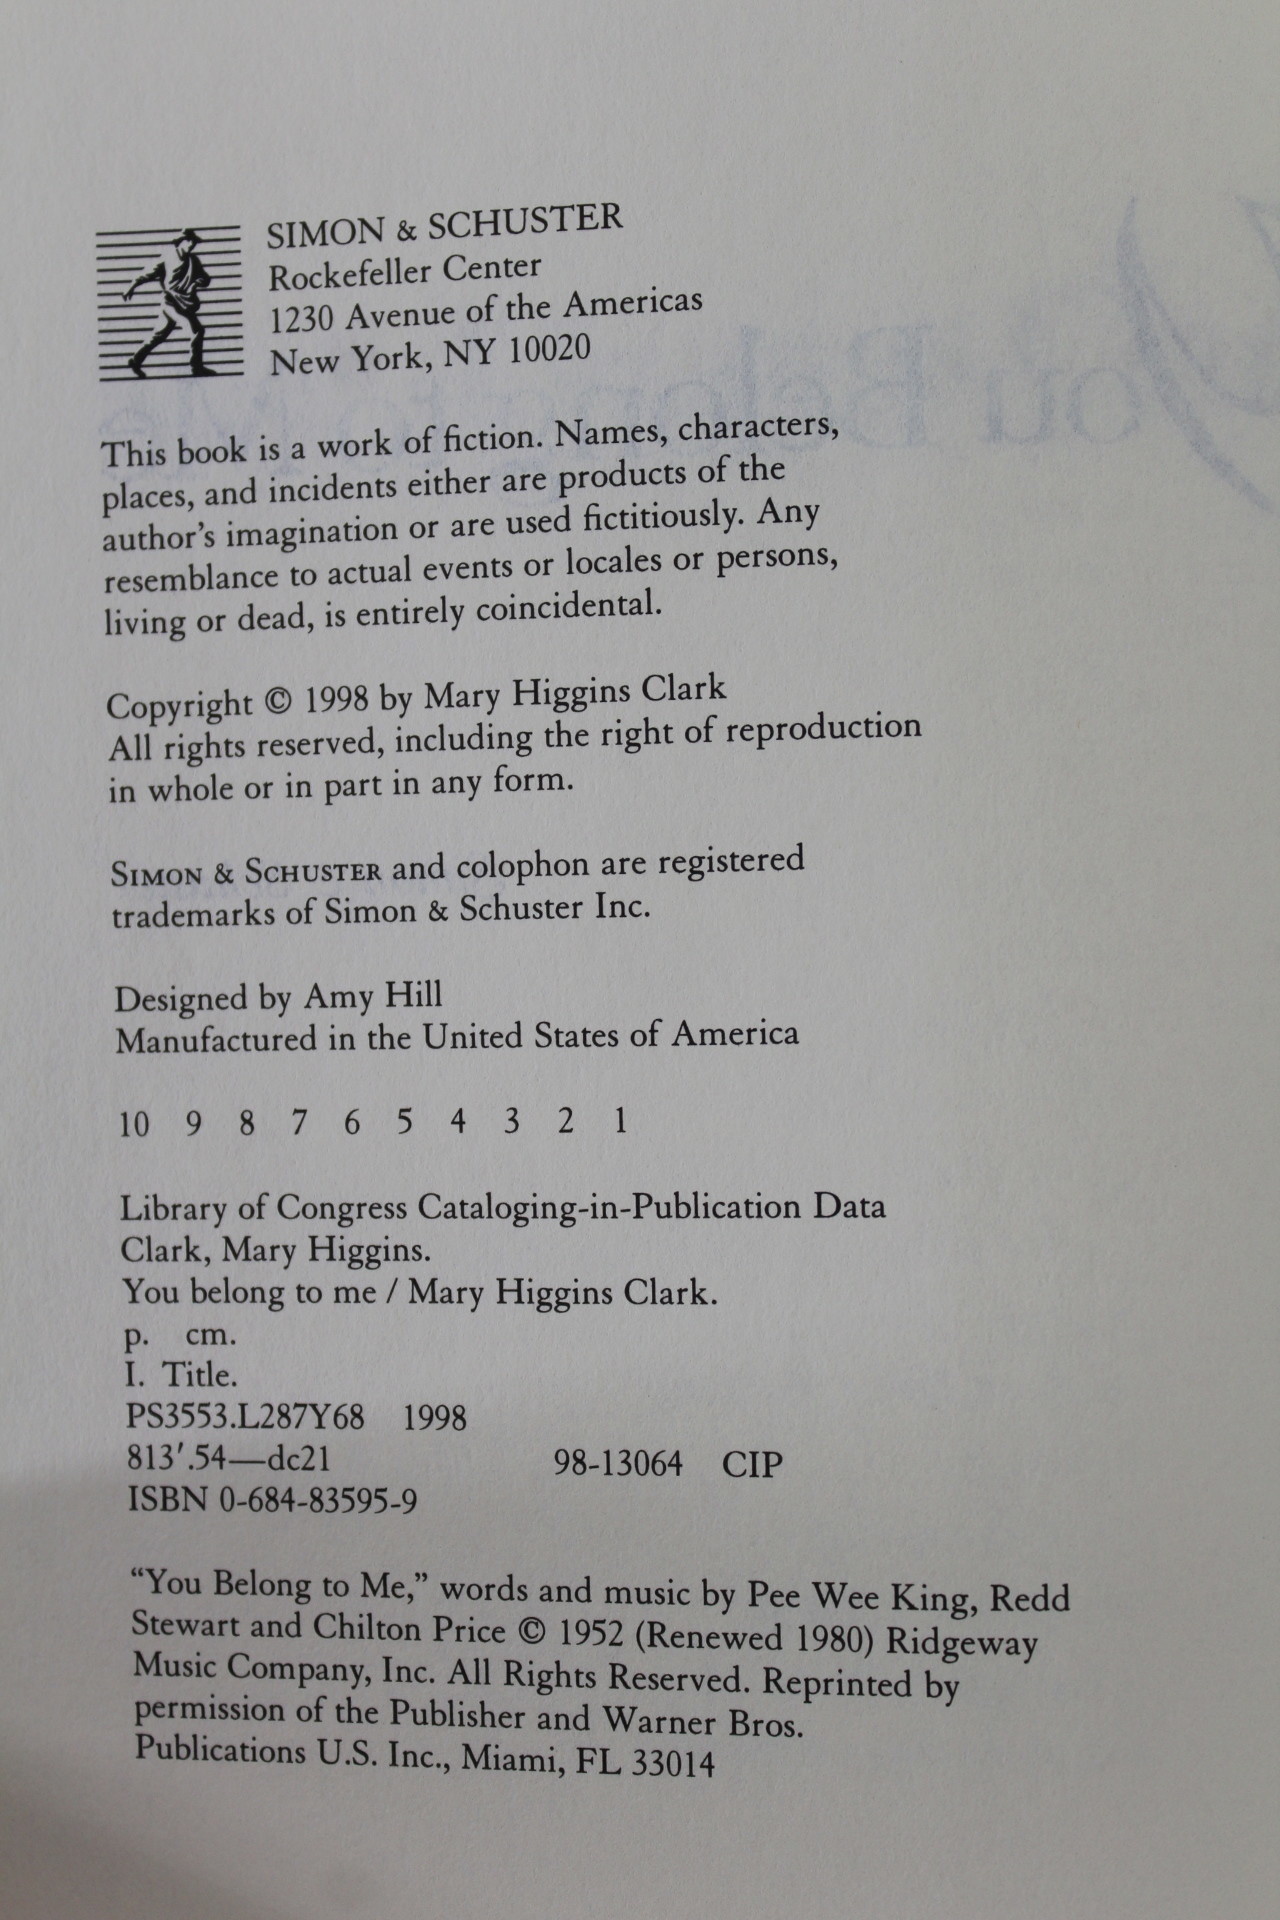 SIMON & SCHUSTER
Rockefeller Center
1230 Avenue of the Americas
New York, NY 10020
This book is a work of fiction. Names, characters,
places, and incidents either are products of the
author's imagination or are used fictitiously. Any
resemblance to actual events or locales or persons,
living or dead, is entirely coincidental.
Copyright © 1998 by Mary Higgins Clark
All rights reserved, including the right of reproduction
in whole or in part in any form.
SIMON & SCHUSTER and colophon are registered
trademarks of Simon & Schuster Inc.
Designed by Amy Hill
Manufactured in the United States of America
10 9 8 7 6 5 4 3 2 1
Library of Congress Cataloging-in-Publication Data
Clark, Mary Higgins.
You belong to me / Mary Higgins Clark.
p. cm.
I. Title.
PS3553.L287Y68 1998
813′.54—dc21 98-13064 CIP
ISBN 0-684-83595-9
“You Belong to Me,” words and music by Pee Wee King, Redd
Stewart and Chilton Price © 1952 (Renewed 1980) Ridgeway
Music Company, Inc. All Rights Reserved. Reprinted by
permission of the Publisher and Warner Bros.
Publications U.S. Inc., Miami, FL 33014